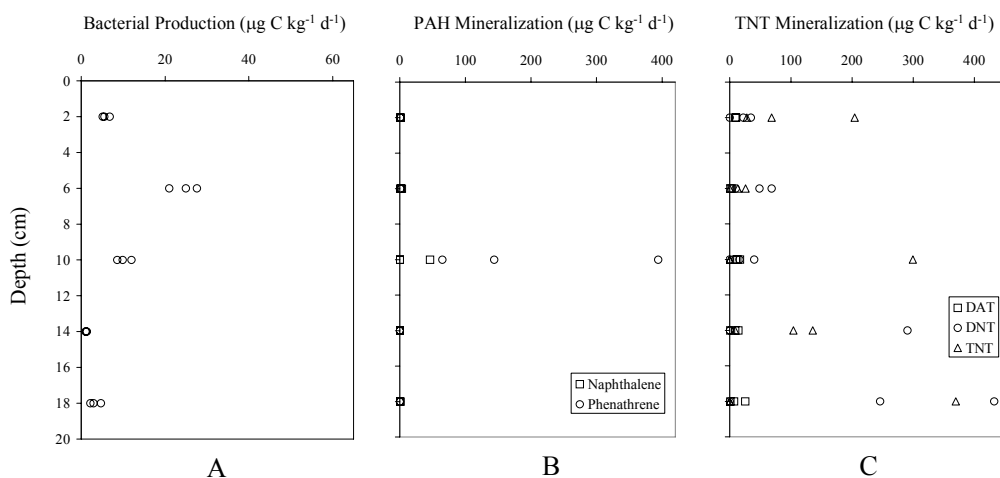 Bacterial Production (µg C kg-1 d-1)
PAH Mineralization (µg C kg-1 d-1)
TNT Mineralization (µg C kg-1 d-1)
0 20 40 60
0 100 200 300 400
0 100 200 300 400
0
2
4
6
8
10
12
14
16
18
20
Depth (cm)
Naphthalene
Phenathrene
DAT
DNT
TNT
A
B
C